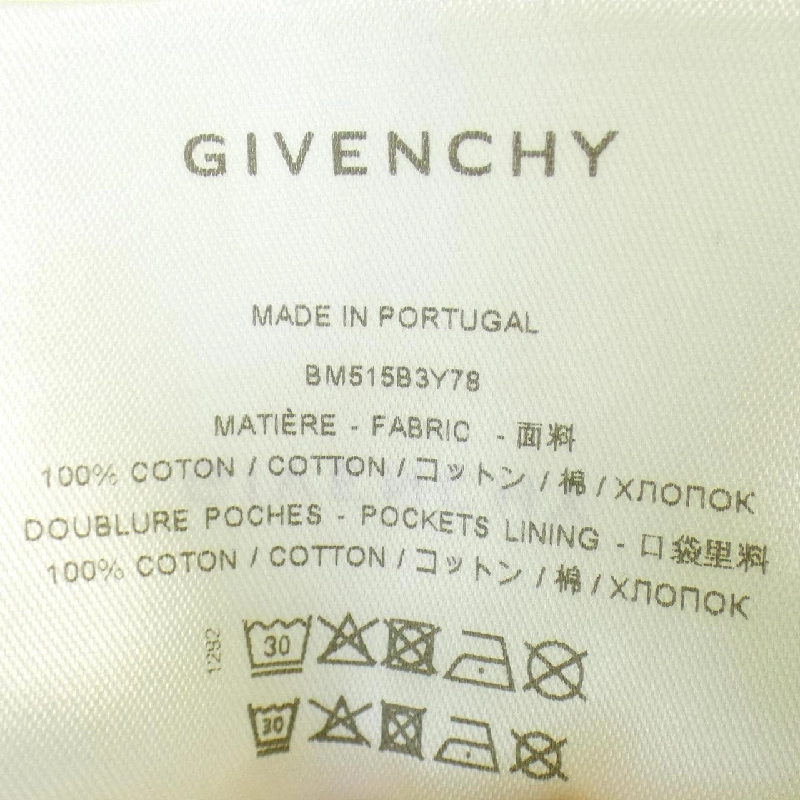 GIVENCHY
MADE IN PORTUGAL
BM515B3Y78
MATIÈRE - FABRIC - 面料
100% COTON / COTTON / コットン / 棉 / ХЛОПОК
DOUBLURE POCHES - POCKETS LINING - 口袋里料
100% COTON / COTTON / コットン / 棉 / ХЛОПОК
1292
30
30